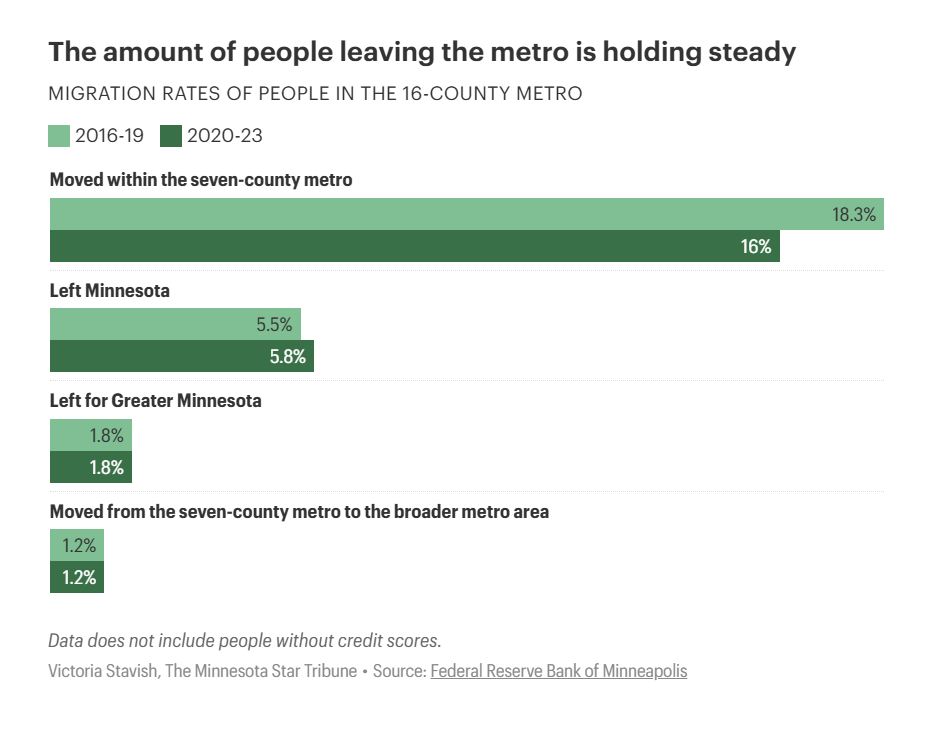 The amount of people leaving the metro is holding steady
MIGRATION RATES OF PEOPLE IN THE 16-COUNTY METRO
2016-19 2020-23
Moved within the seven-county metro
18.3%
16%
Left Minnesota
5.5%
5.8%
Left for Greater Minnesota
1.8%
1.8%
Moved from the seven-county metro to the broader metro area
1.2%
1.2%
Data does not include people without credit scores.
Victoria Stavish, The Minnesota Star Tribune • Source: Federal Reserve Bank of Minneapolis